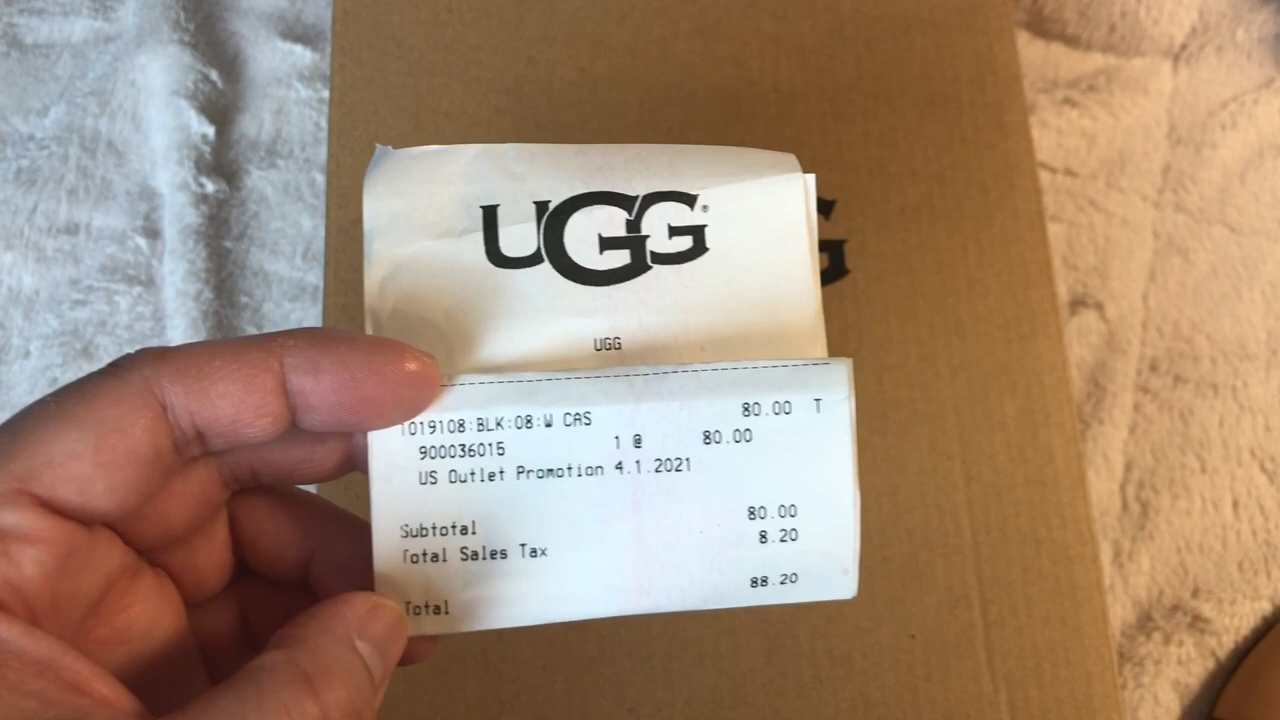 UGG®
UGG
1019108:BLK:08:W CAS 80.00 T
900036015 1 @ 80.00
US Outlet Promotion 4.1.2021
Subtotal 80.00
Total Sales Tax 8.20
Total 88.20